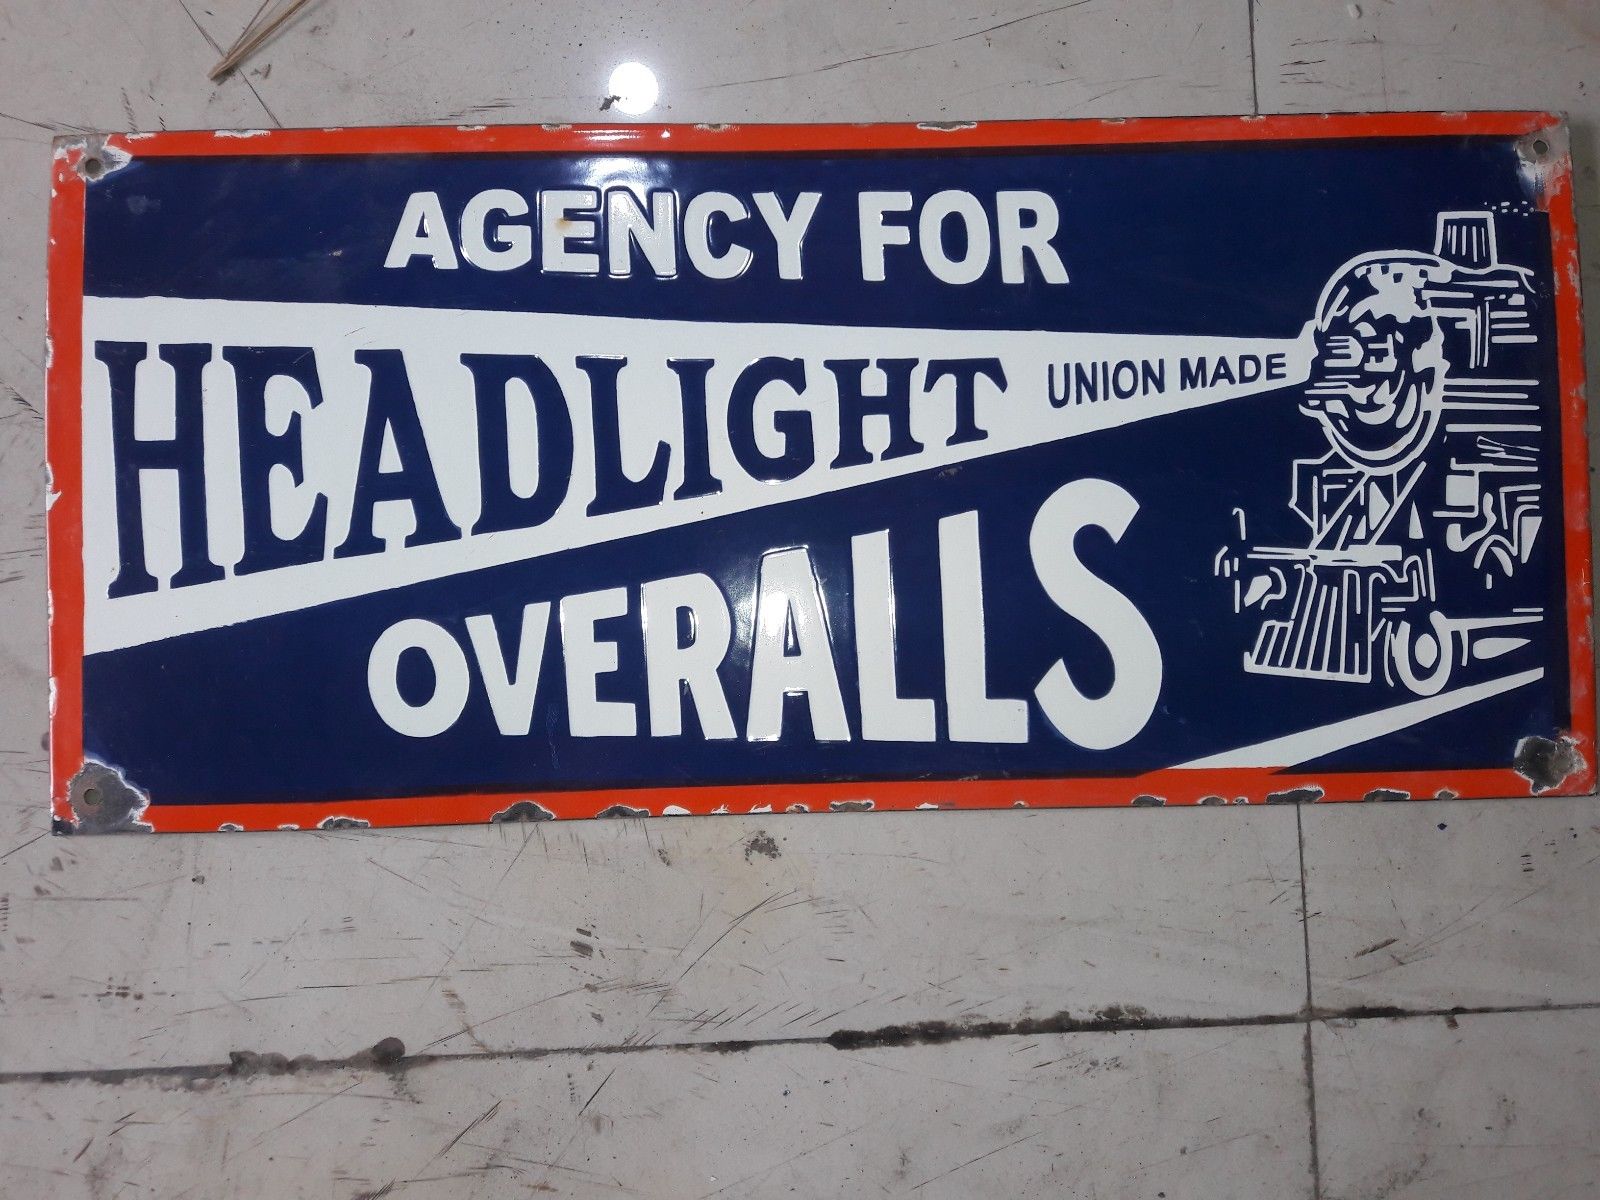 AGENCY FOR
HEADLIGHT
UNION MADE
OVERALLS